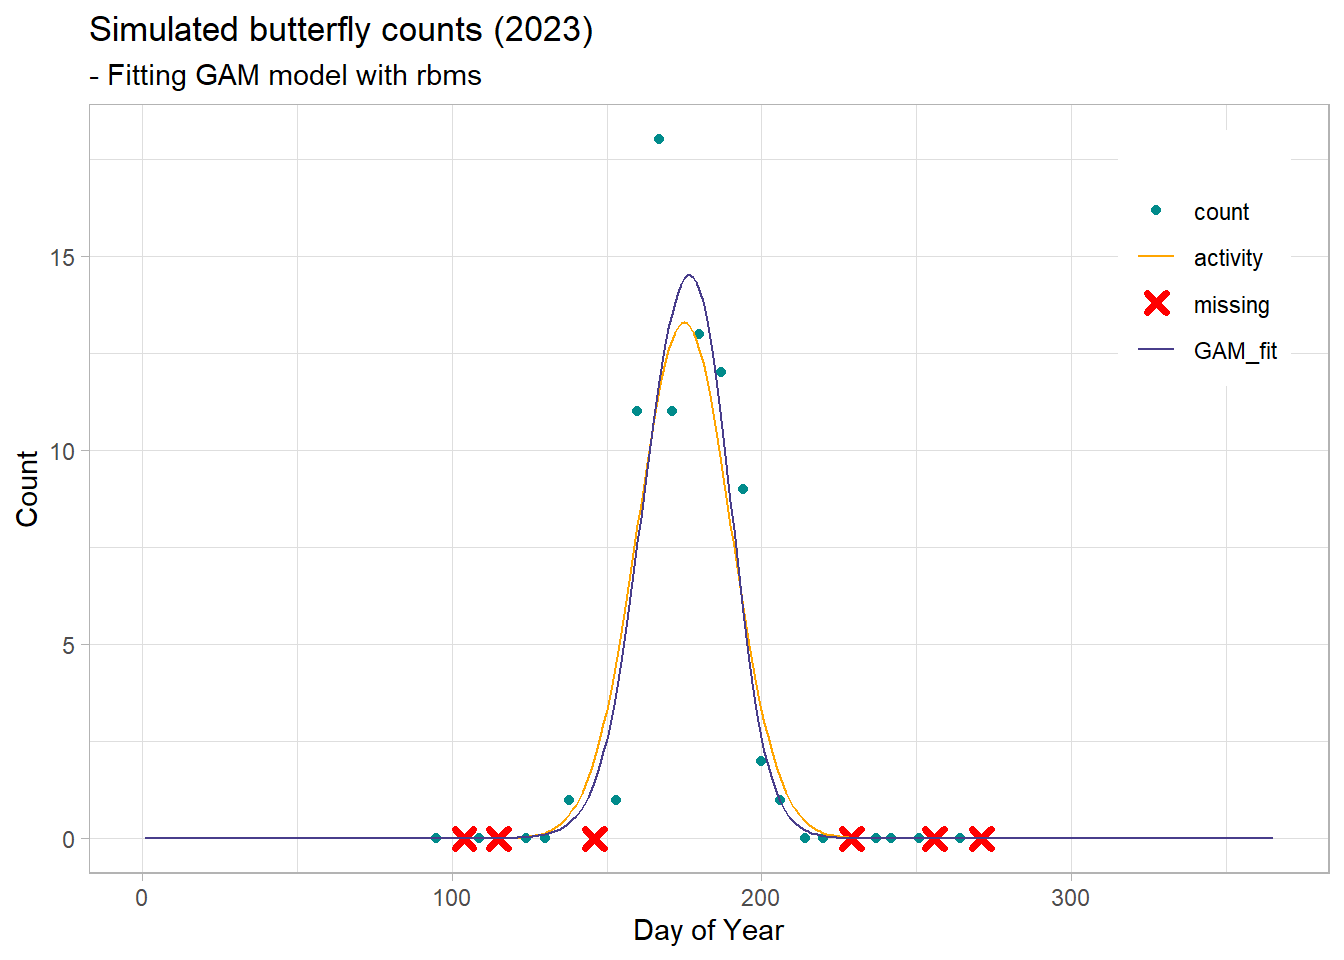 Simulated butterfly counts (2023)
- Fitting GAM model with rbms
count
activity
missing
GAM_fit
15
10
5
0
Count
0
100
200
300
Day of Year